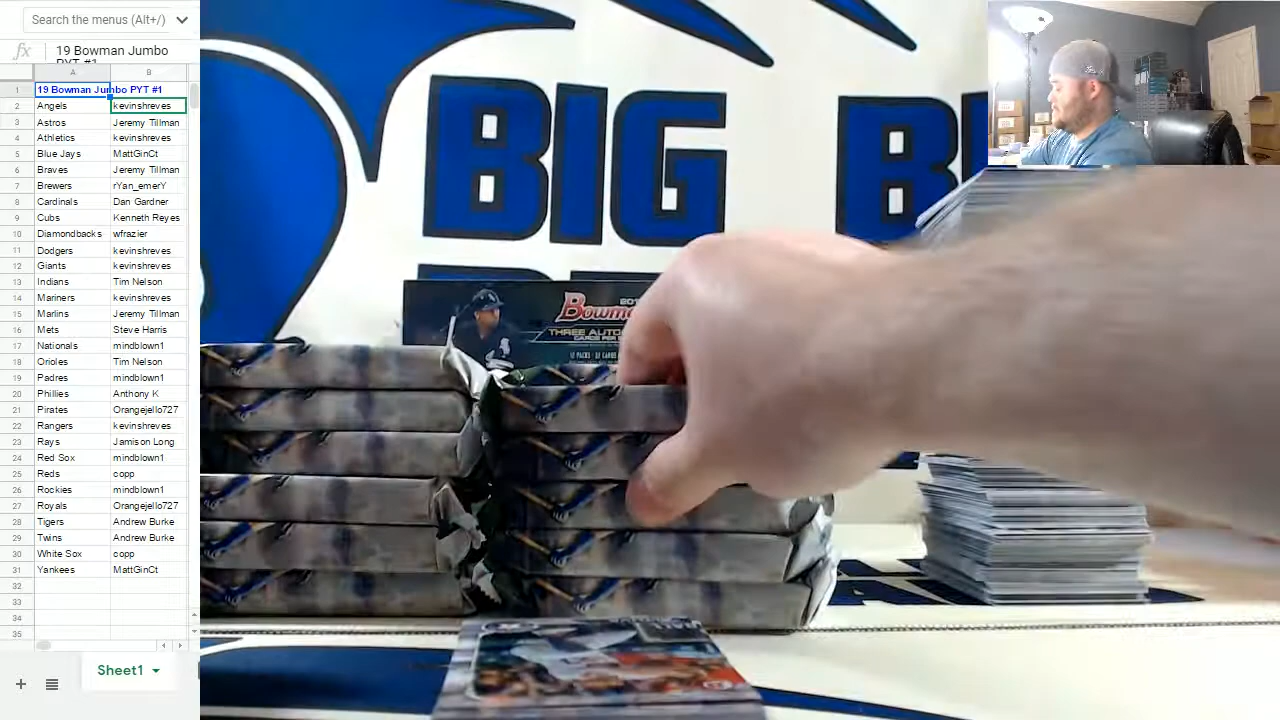 Search the menus (Alt+/)
fx 19 Bowman Jumbo
PYT #1
A B
1 19 Bowman Jumbo PYT #1
2 Angels kevinshreves
3 Astros Jeremy Tillman
4 Athletics kevinshreves
5 Blue Jays MattGinCt
6 Braves Jeremy Tillman
7 Brewers rYan_emerY
8 Cardinals Dan Gardner
9 Cubs Kenneth Reyes
10 Diamondbacks wfrazier
11 Dodgers kevinshreves
12 Giants kevinshreves
13 Indians Tim Nelson
14 Mariners kevinshreves
15 Marlins Jeremy Tillman
16 Mets Steve Harris
17 Nationals mindblown1
18 Orioles Tim Nelson
19 Padres mindblown1
20 Phillies Anthony K
21 Pirates Orangejello727
22 Rangers kevinshreves
23 Rays Jamison Long
24 Red Sox mindblown1
25 Reds copp
26 Rockies mindblown1
27 Royals Orangejello727
28 Tigers Andrew Burke
29 Twins Andrew Burke
30 White Sox copp
31 Yankees MattGinCt
32
33
34
35
Sheet1
BIG
THREE